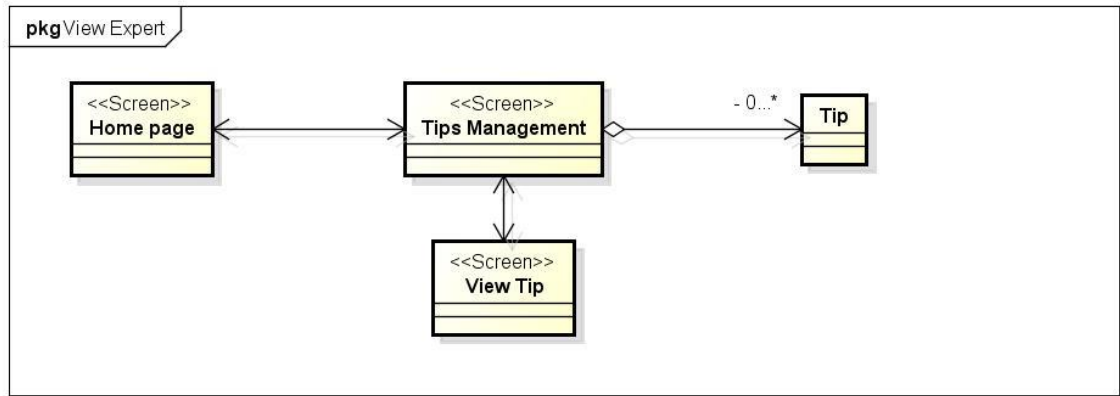 pkg View Expert
<<Screen>>
Home page
<<Screen>>
Tips Management
- 0...*
Tip
<<Screen>>
View Tip